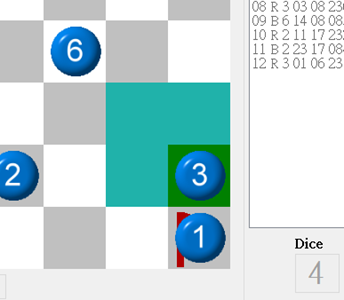 08 R 3 03 08 23
09 B 6 14 08 08
10 R 2 11 17 23
11 B 2 23 17 08
12 R 3 01 06 23
6
2
3
1
Dice
4